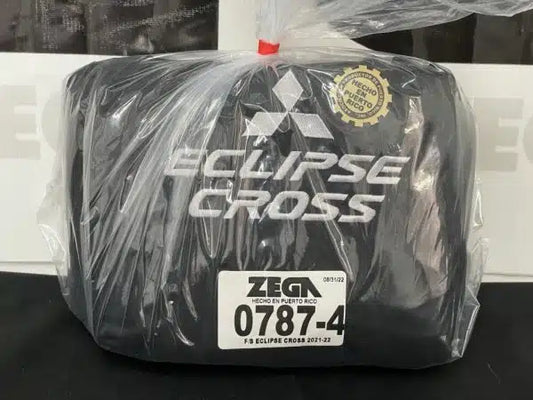 HECHO
EN
PUERTO
RICO
ECLIPSE
CROSS
ZEGA
08/31/22
HECHO EN PUERTO RICO
0787-4
F/S ECLIPSE CROSS 2021-22